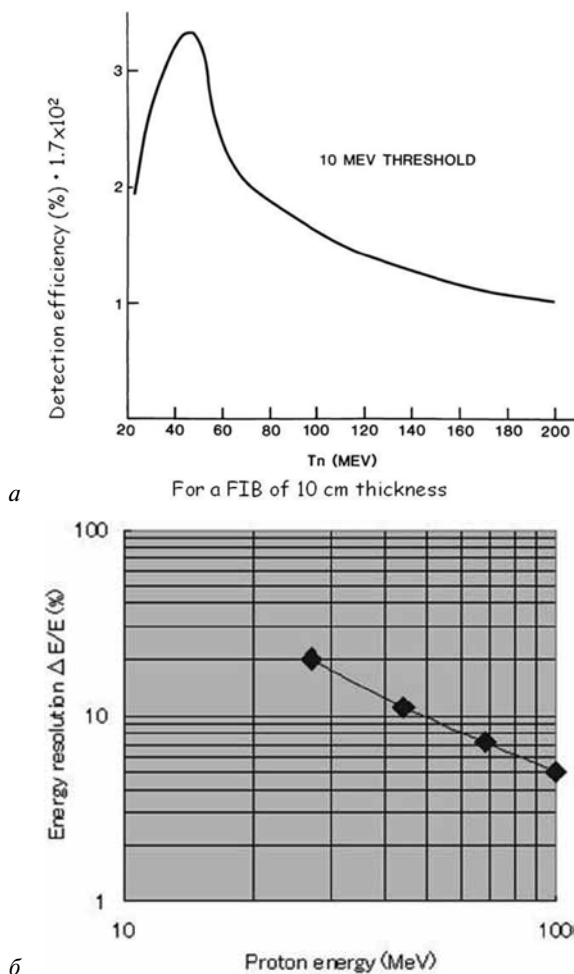 Detection efficiency (%) · 1.7x10²
3
2
1
10 MEV THRESHOLD
20 40 60 80 100 120 140 160 180 200
Tn (MEV)
а
For a FIB of 10 cm thickness
Energy resolution ΔE/E(%)
100
10
1
10 100
Proton energy (MeV)
б